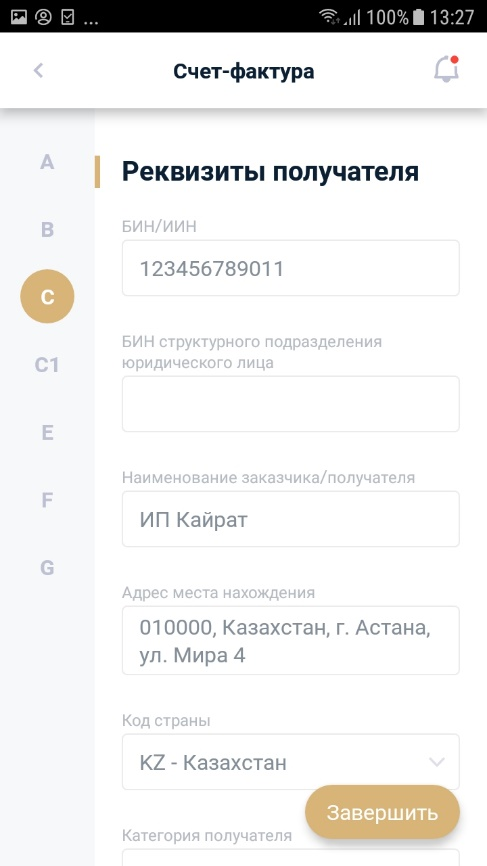 ... 100% 13:27
Счет-фактура
A
B
C
C1
E
F
G
Реквизиты получателя
БИН/ИИН
123456789011
БИН структурного подразделения
юридического лица
Наименование заказчика/получателя
ИП Кайрат
Адрес места нахождения
010000, Казахстан, г. Астана,
ул. Мира 4
Код страны
KZ - Казахстан
Завершить
Категория получателя